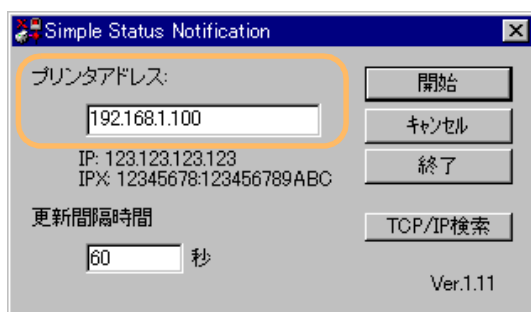 Simple Status Notification
プリンタアドレス:
192.168.1.100
IP: 123.123.123.123
IPX: 12345678:123456789ABC
更新間隔時間
60 秒
開始
キャンセル
終了
TCP/IP検索
Ver.1.11